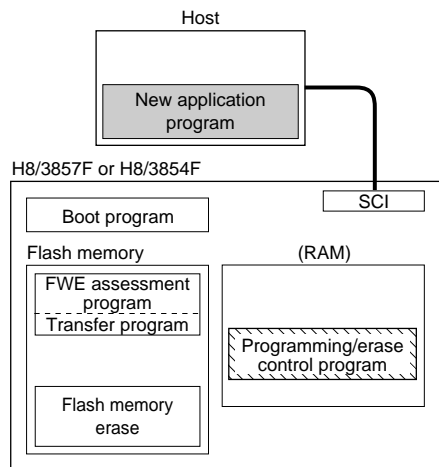 Host
New application
program
H8/3857F or H8/3854F
SCI
Boot program
Flash memory
(RAM)
FWE assessment
program
Transfer program
Programming/erase
control program
Flash memory
erase